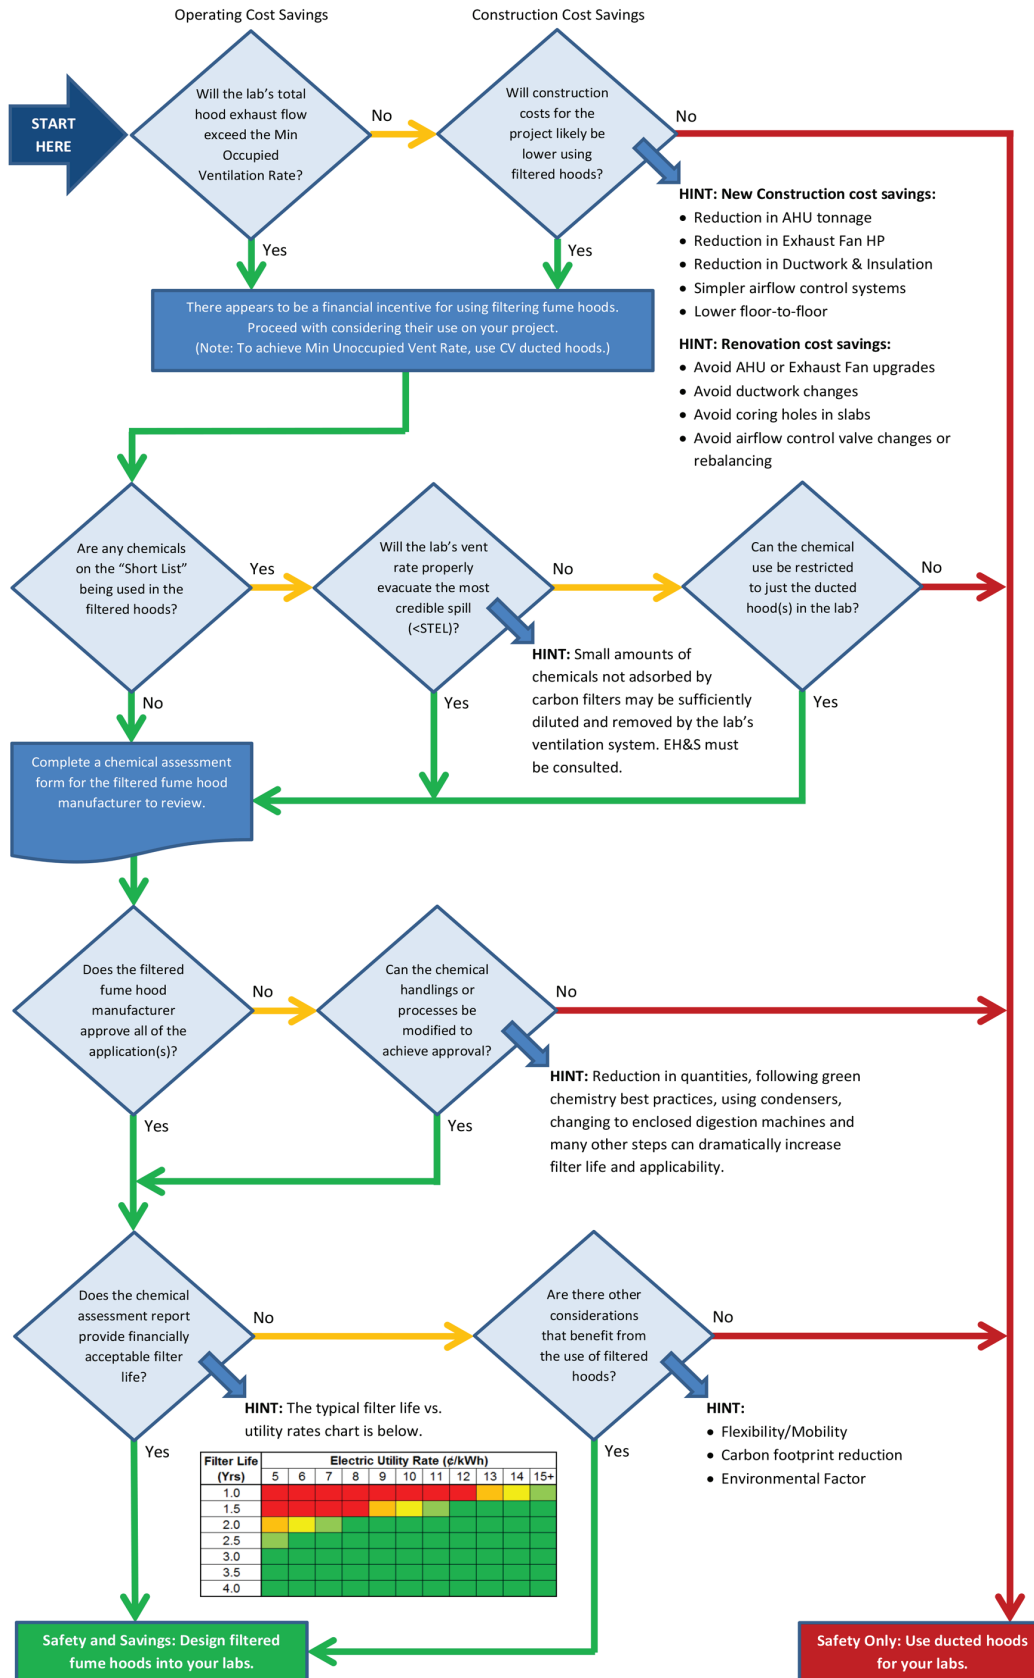 Operating Cost Savings
Construction Cost Savings
START
HERE
Will the lab's total
hood exhaust flow
exceed the Min
Occupied
Ventilation Rate?
No
Will construction
costs for the
project likely be
lower using
filtered hoods?
No
Yes
Yes
HINT: New Construction cost savings:
• Reduction in AHU tonnage
• Reduction in Exhaust Fan HP
• Reduction in Ductwork & Insulation
• Simpler airflow control systems
• Lower floor-to-floor
HINT: Renovation cost savings:
• Avoid AHU or Exhaust Fan upgrades
• Avoid ductwork changes
• Avoid coring holes in slabs
• Avoid airflow control valve changes or
rebalancing
There appears to be a financial incentive for using filtering fume hoods.
Proceed with considering their use on your project.
(Note: To achieve Min Unoccupied Vent Rate, use CV ducted hoods.)
Are any chemicals
on the “Short List”
being used in the
filtered hoods?
Yes
Will the lab's vent
rate properly
evacuate the most
credible spill
(<STEL)?
No
Can the chemical
use be restricted
to just the ducted
hood(s) in the lab?
No
HINT: Small amounts of
chemicals not adsorbed by
carbon filters may be sufficiently
diluted and removed by the lab's
ventilation system. EH&S must
be consulted.
No
Yes
Yes
Complete a chemical assessment
form for the filtered fume hood
manufacturer to review.
Does the filtered
fume hood
manufacturer
approve all of the
application(s)?
No
Can the chemical
handlings or
processes be
modified to
achieve approval?
No
HINT: Reduction in quantities, following green
chemistry best practices, using condensers,
changing to enclosed digestion machines and
many other steps can dramatically increase
filter life and applicability.
Yes
Yes
Does the chemical
assessment report
provide financially
acceptable filter
life?
No
Are there other
considerations
that benefit from
the use of filtered
hoods?
No
HINT: The typical filter life vs.
utility rates chart is below.
HINT:
• Flexibility/Mobility
• Carbon footprint reduction
• Environmental Factor
Yes
Yes
Filter Life
(Yrs)
Electric Utility Rate (¢/kWh)
5 6 7 8 9 10 11 12 13 14 15+
1.0
1.5
2.0
2.5
3.0
3.5
4.0
Safety and Savings: Design filtered
fume hoods into your labs.
Safety Only: Use ducted hoods
for your labs.